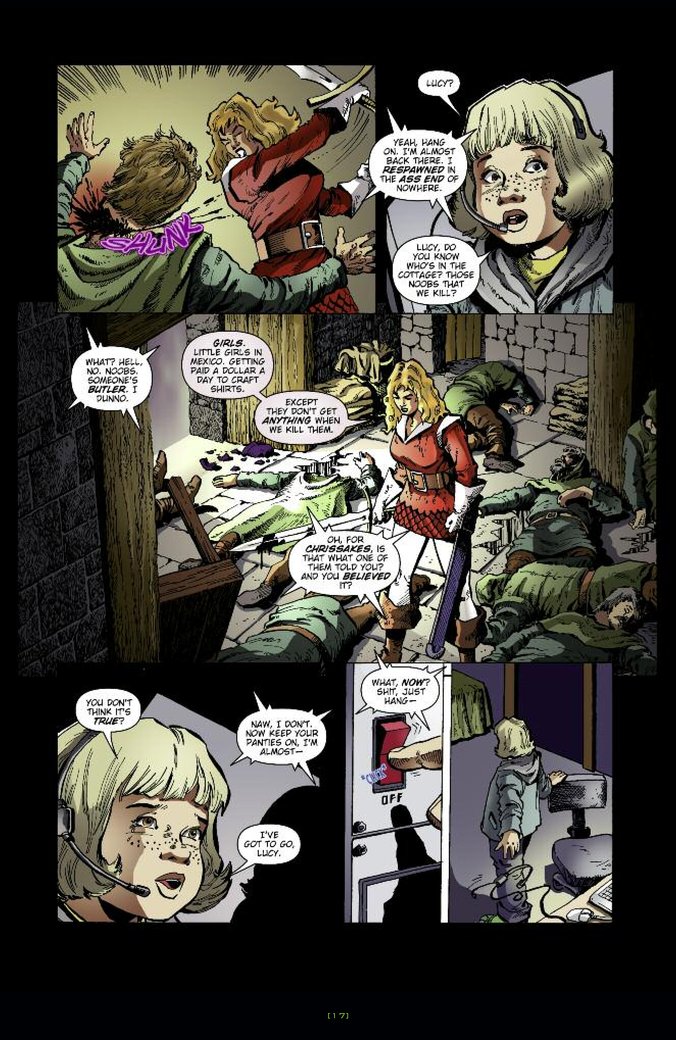 SHUNK
LUCY?
YEAH, HANG
ON. I'M ALMOST
BACK THERE. I
RESPAWNED IN
THE ASS END OF
NOWHERE.
LUCY, DO
YOU KNOW
WHO'S IN THE
COTTAGE? THOSE
NOOBS THAT
WE KILL?
WHAT? HELL,
NO. NOOBS.
SOMEONE'S
BUTLER. I
DUNNO.
GIRLS.
LITTLE GIRLS IN
MEXICO. GETTING
PAID A DOLLAR A
DAY TO CRAFT
SHIRTS.
EXCEPT
THEY DON'T GET
ANYTHING WHEN
WE KILL THEM.
OH, FOR
CHRISSAKES, IS
THAT WHAT ONE OF
THEM TOLD YOU?
AND YOU BELIEVED
IT?
YOU DON'T
THINK IT'S
TRUE?
NAW, I DON'T.
NOW KEEP YOUR
PANTIES ON, I'M
ALMOST—
I'VE
GOT TO GO,
LUCY.
WHAT, NOW?
SHIT, JUST
HANG—
*CLICK*
OFF
[17]